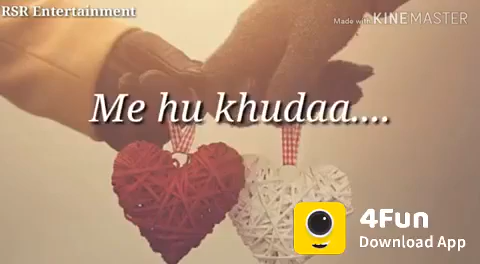 RSR Entertainment
Made with KINEMASTER
Me hu khudaa....
4Fun
Download App